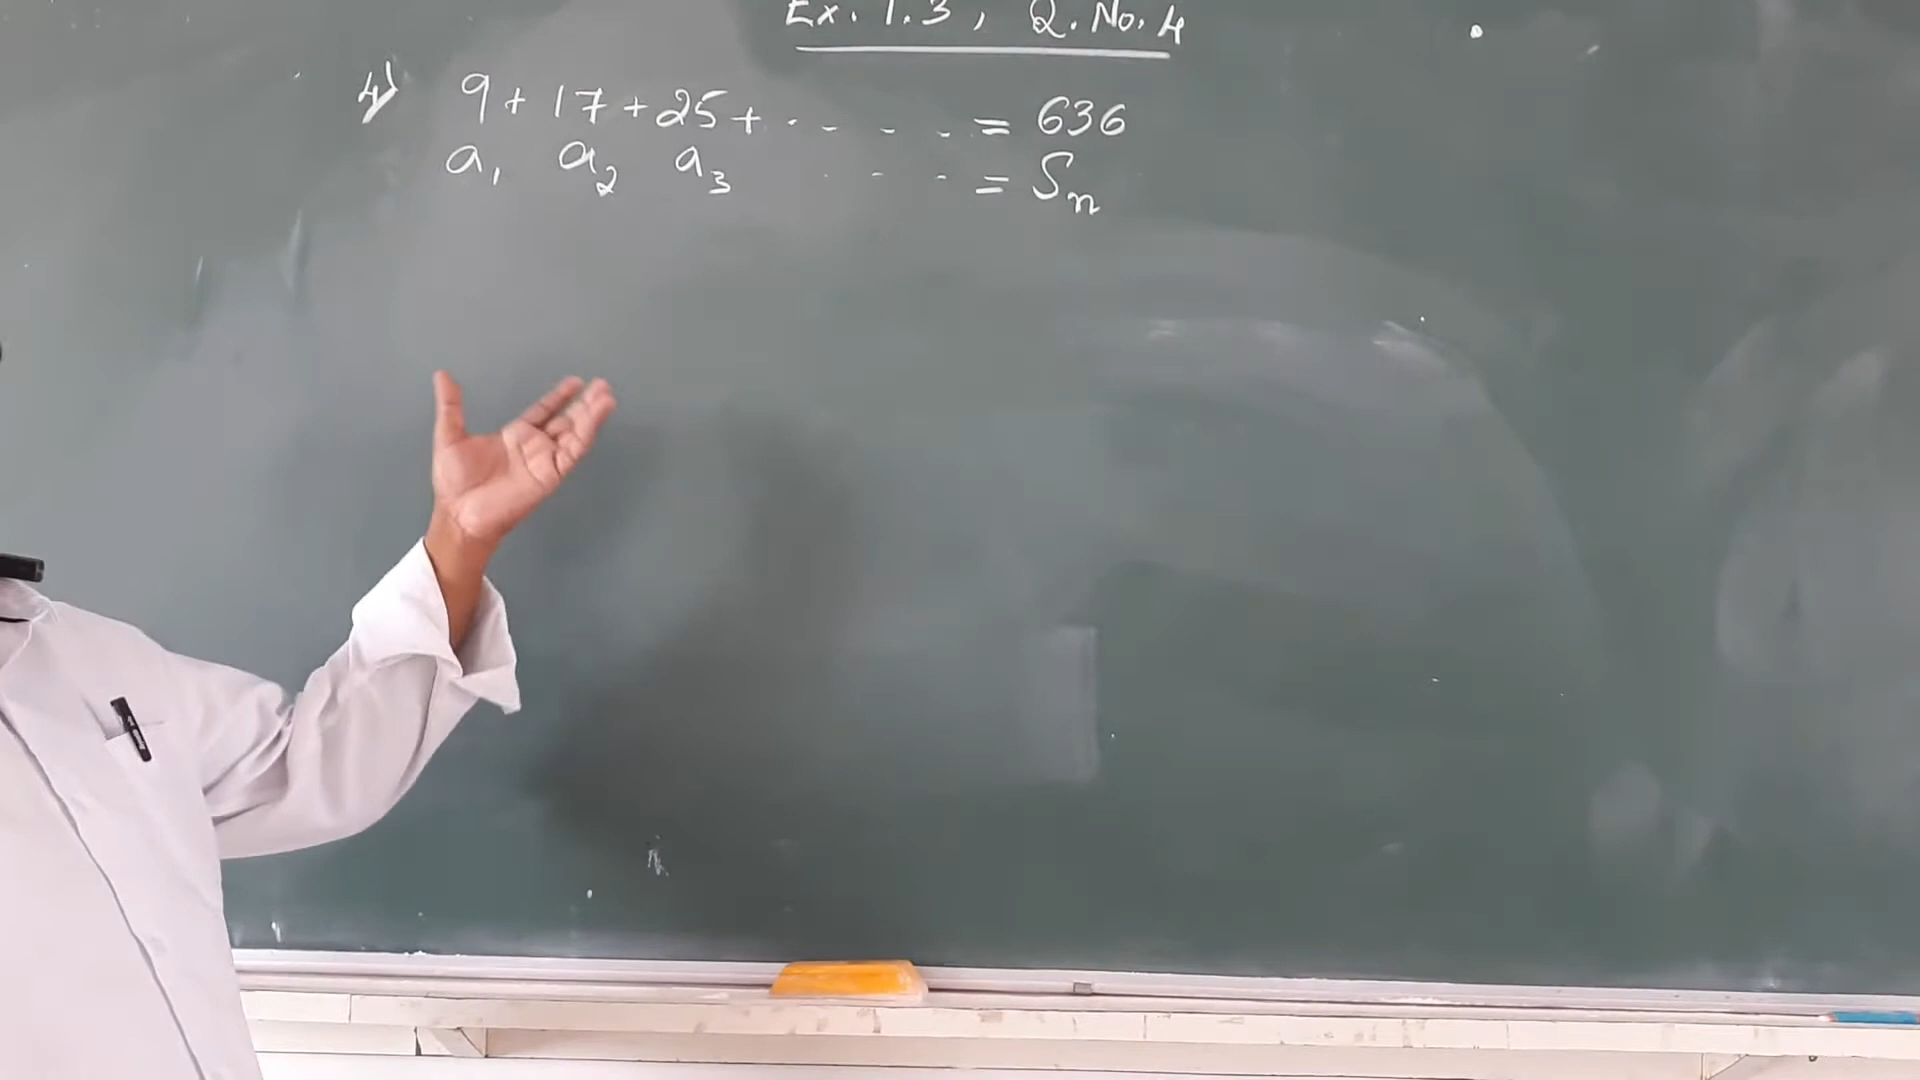 Ex. 1.3, Q. No. 4
4) 9 + 17 + 25 + - - - - = 636
a₁ a₂ a₃ - - - = Sₙ